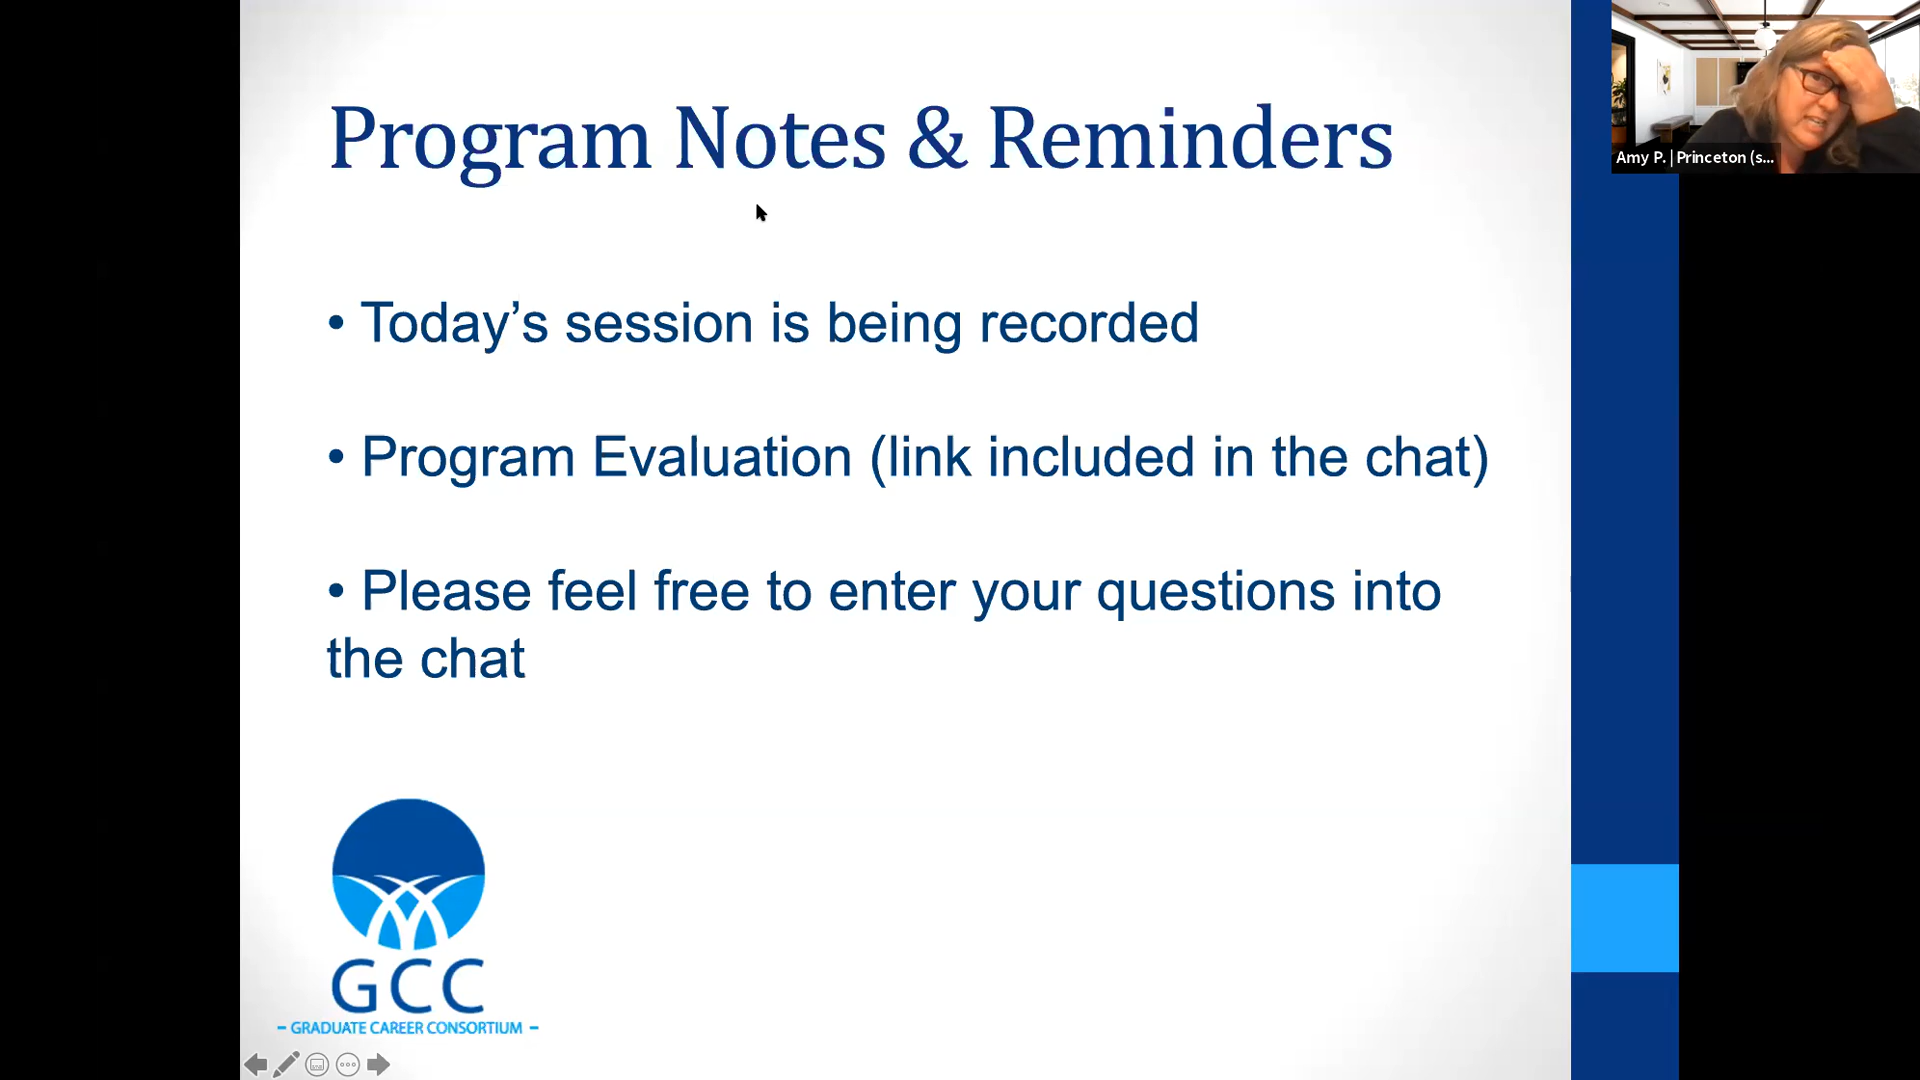 Program Notes & Reminders
Amy P. | Princeton (s...
• Today’s session is being recorded
• Program Evaluation (link included in the chat)
• Please feel free to enter your questions into
the chat
GCC
– GRADUATE CAREER CONSORTIUM –